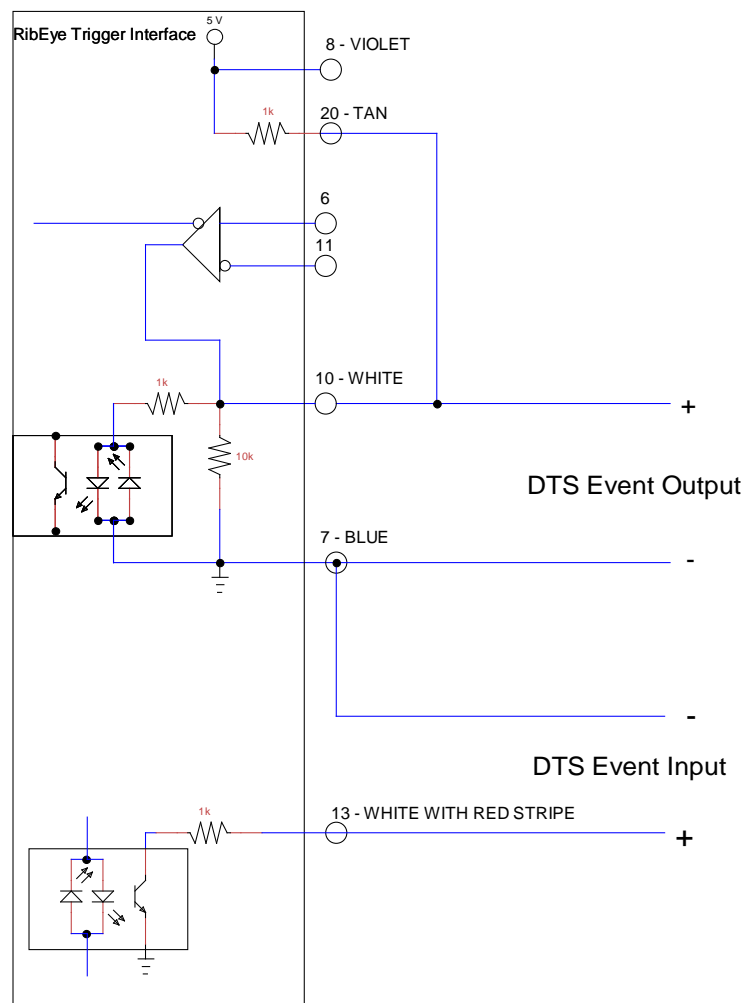 5 V
RibEye Trigger Interface
8 - VIOLET
1k
20 - TAN
6
11
1k
10 - WHITE
+
10k
DTS Event Output
7 - BLUE
-
-
DTS Event Input
1k
13 - WHITE WITH RED STRIPE
+